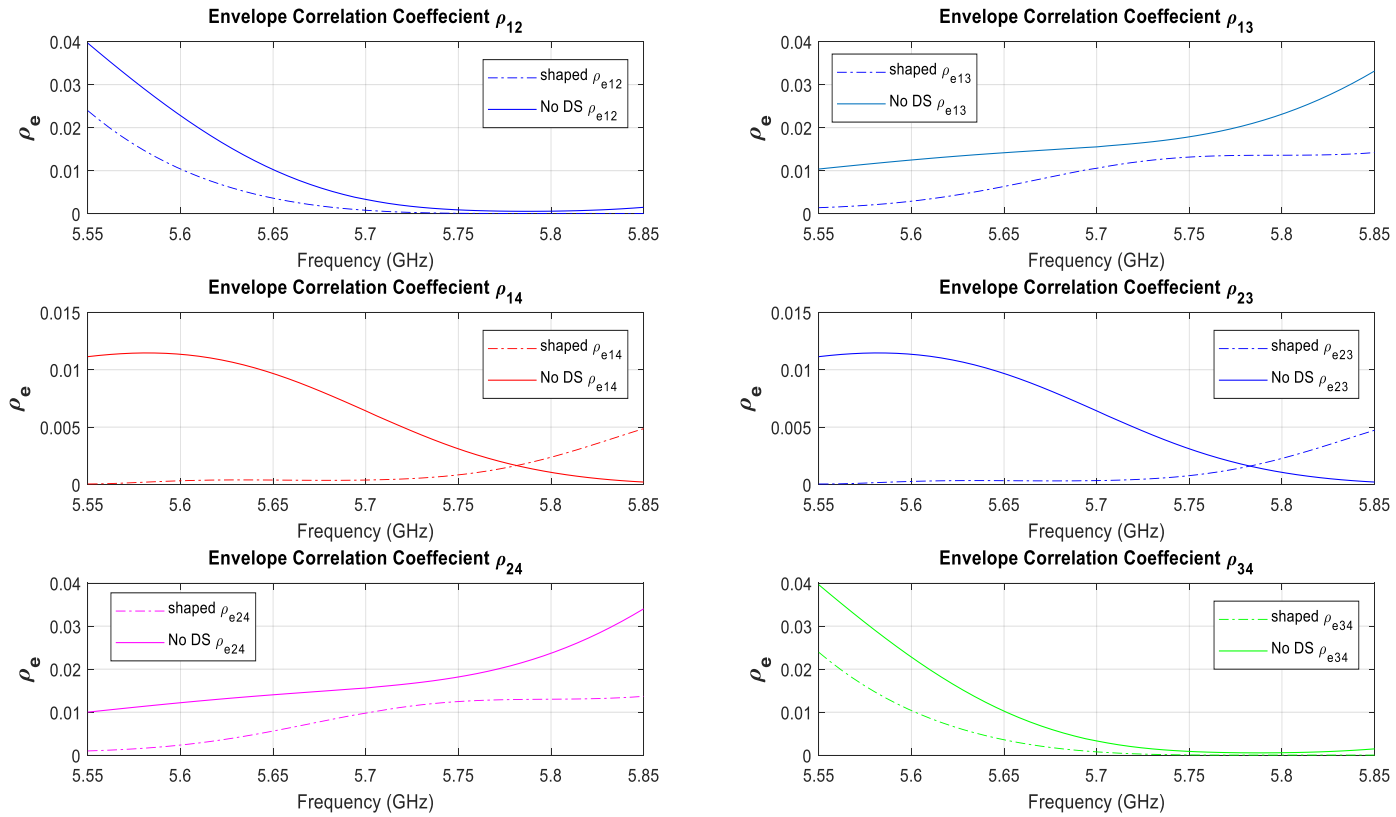 Envelope Correlation Coeffecient ρ12
0.04
0.03
0.02
0.01
0
ρe
shaped ρe12
No DS ρe12
5.55 5.6 5.65 5.7 5.75 5.8 5.85
Frequency (GHz)
Envelope Correlation Coeffecient ρ13
0.04
0.03
0.02
0.01
0
ρe
shaped ρe13
No DS ρe13
5.55 5.6 5.65 5.7 5.75 5.8 5.85
Frequency (GHz)
Envelope Correlation Coeffecient ρ14
0.015
0.01
0.005
0
ρe
shaped ρe14
No DS ρe14
5.55 5.6 5.65 5.7 5.75 5.8 5.85
Frequency (GHz)
Envelope Correlation Coeffecient ρ23
0.015
0.01
0.005
0
ρe
shaped ρe23
No DS ρe23
5.55 5.6 5.65 5.7 5.75 5.8 5.85
Frequency (GHz)
Envelope Correlation Coeffecient ρ24
0.04
0.03
0.02
0.01
0
ρe
shaped ρe24
No DS ρe24
5.55 5.6 5.65 5.7 5.75 5.8 5.85
Frequency (GHz)
Envelope Correlation Coeffecient ρ34
0.04
0.03
0.02
0.01
0
ρe
shaped ρe34
No DS ρe34
5.55 5.6 5.65 5.7 5.75 5.8 5.85
Frequency (GHz)